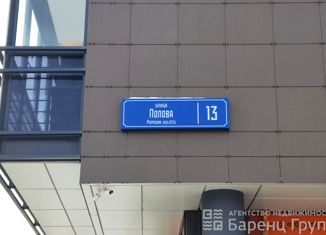 улица
Попова
13
АГЕНТСТВО НЕДВИЖИМОС
Баренц Груп